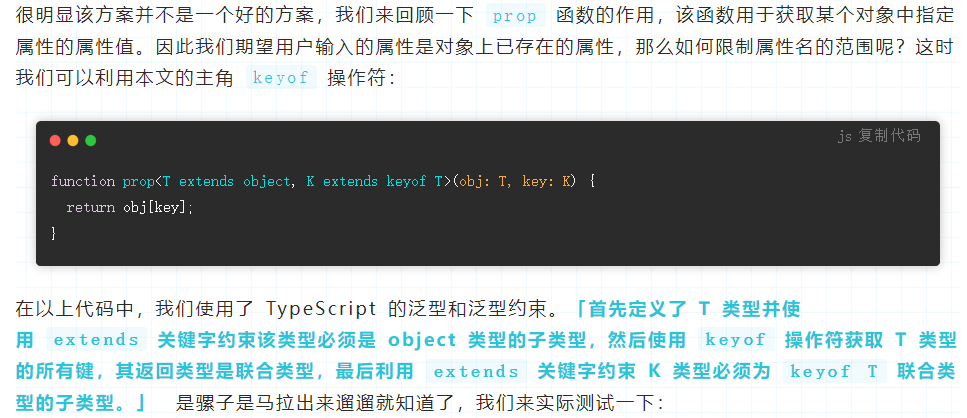 很明显该方案并不是一个好的方案，我们来回顾一下 prop 函数的作用，该函数用于获取某个对象中指定
属性的属性值。因此我们期望用户输入的属性是对象上已存在的属性，那么如何限制属性名的范围呢？这时
我们可以利用本文的主角 keyof 操作符：
js 复制代码
function prop<T extends object, K extends keyof T>(obj: T, key: K) {
  return obj[key];
}
在以上代码中，我们使用了 TypeScript 的泛型和泛型约束。「首先定义了 T 类型并使
用 extends 关键字约束该类型必须是 object 类型的子类型，然后使用 keyof 操作符获取 T 类型
的所有键，其返回类型是联合类型，最后利用 extends 关键字约束 K 类型必须为 keyof T 联合类
型的子类型。」 是骡子是马拉出来遛遛就知道了，我们来实际测试一下：